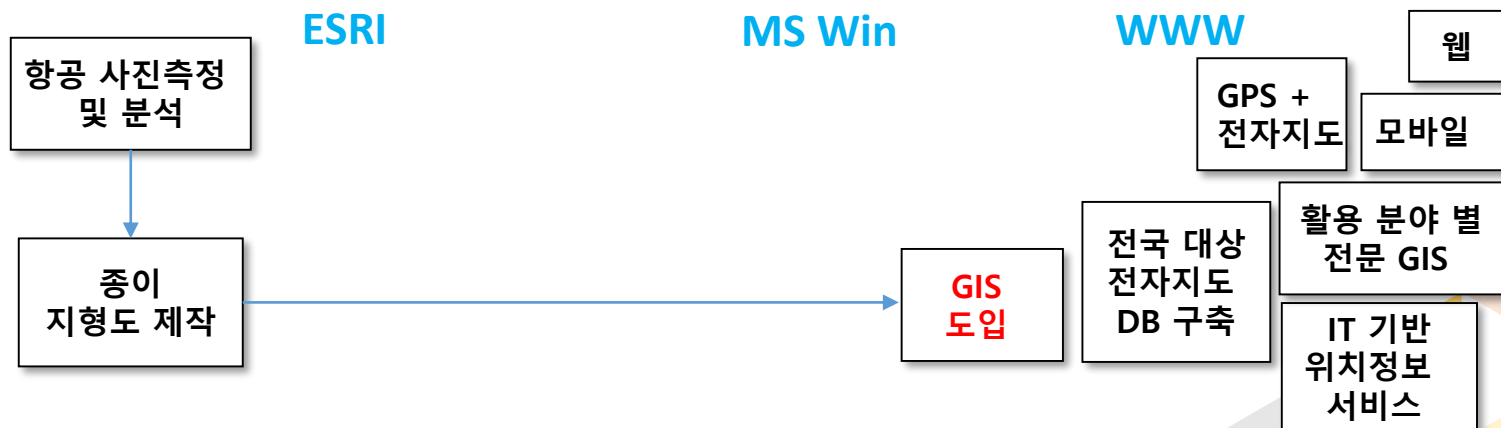 ESRI
MS Win
WWW
항공 사진측정
및 분석
종이
지형도 제작
GIS
도입
전국 대상
전자지도
DB 구축
GPS +
전자지도
웹
모바일
활용 분야 별
전문 GIS
IT 기반
위치정보
서비스